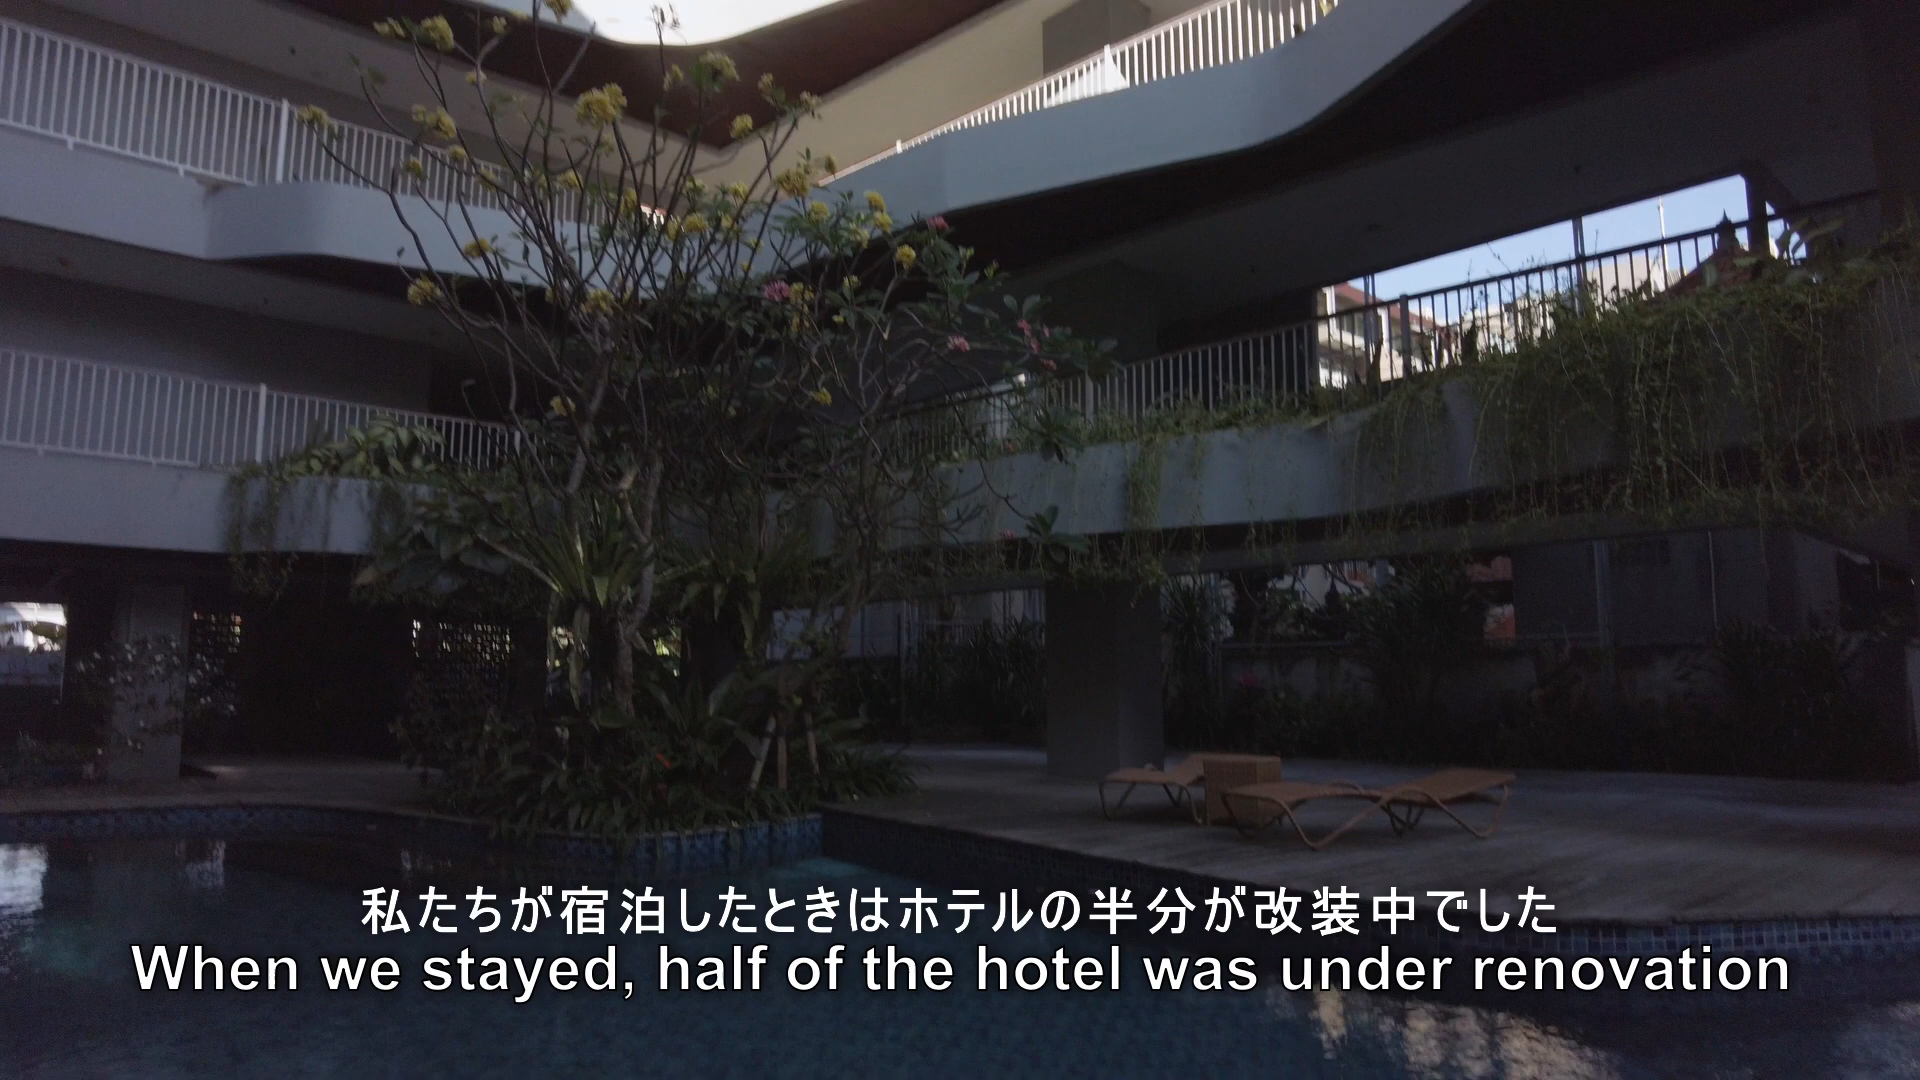 私たちが宿泊したときはホテルの半分が改装中でした
When we stayed, half of the hotel was under renovation